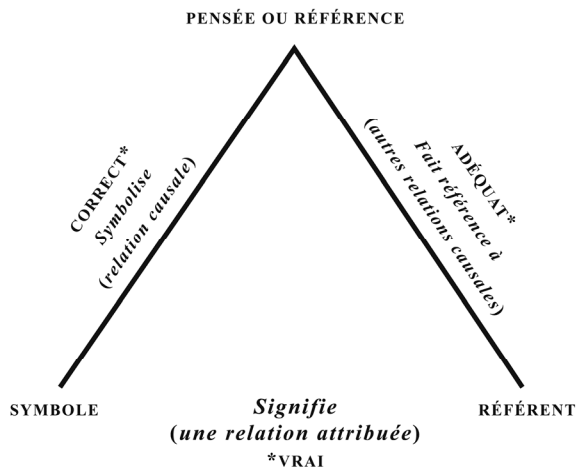 PENSÉE OU RÉFÉRENCE
CORRECT*
Symbolise
(relation causale)
ADÉQUAT*
Fait référence à
(autres relations causales)
SYMBOLE
Signifie
(une relation attribuée)
*VRAI
RÉFÉRENT